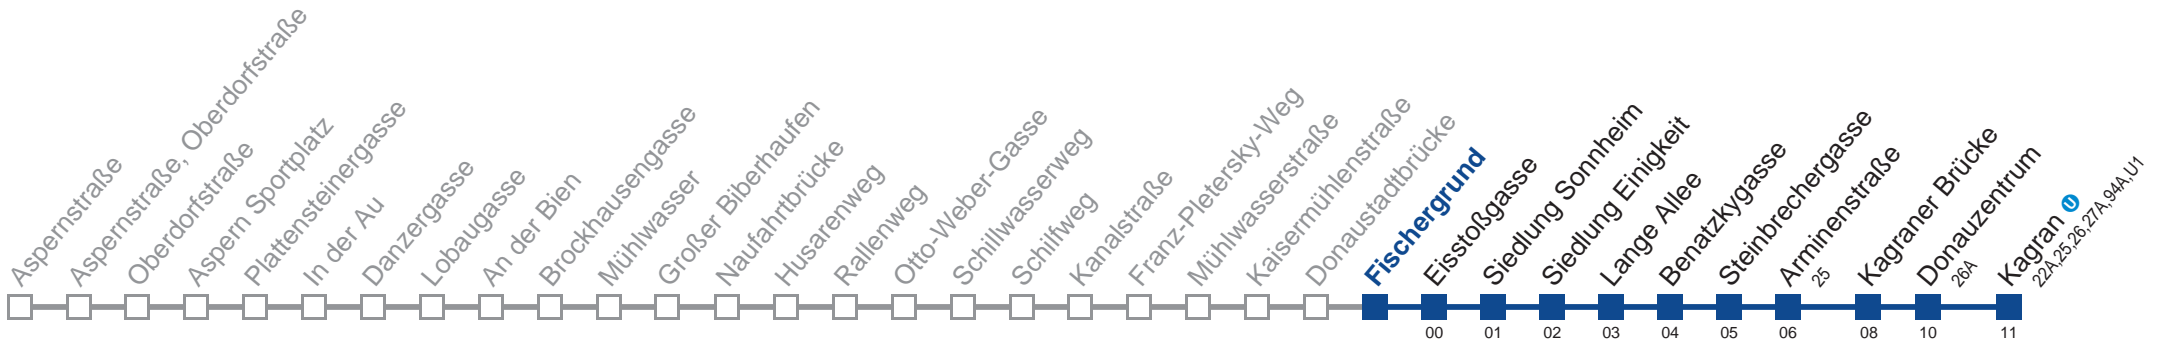 Aspernstraße
Aspernstraße, Oberdorfstraße
Oberdorfstraße
Aspern Sportplatz
Plattensteinergasse
In der Au
Danzergasse
Lobaugasse
An der Bien
Brockhausengasse
Mühlwasser
Großer Biberhaufen
Naufahrtbrücke
Husarenweg
Rallenweg
Otto-Weber-Gasse
Schillwasserweg
Schilfweg
Kanalstraße
Franz-Pletersky-Weg
Mühlwasserstraße
Kaisermühlenstraße
Donaustadtbrücke
Fischergrund
Eisstoßgasse
Siedlung Sonnheim
Siedlung Einigkeit
Lange Allee
Benatzkygasse
Steinbrechergasse
Arminenstraße
25
Kagraner Brücke
Donauzentrum
26A
Kagran U
22A,25,26,27A,94A,U1
00 01 02 03 04 05 06 08 10 11